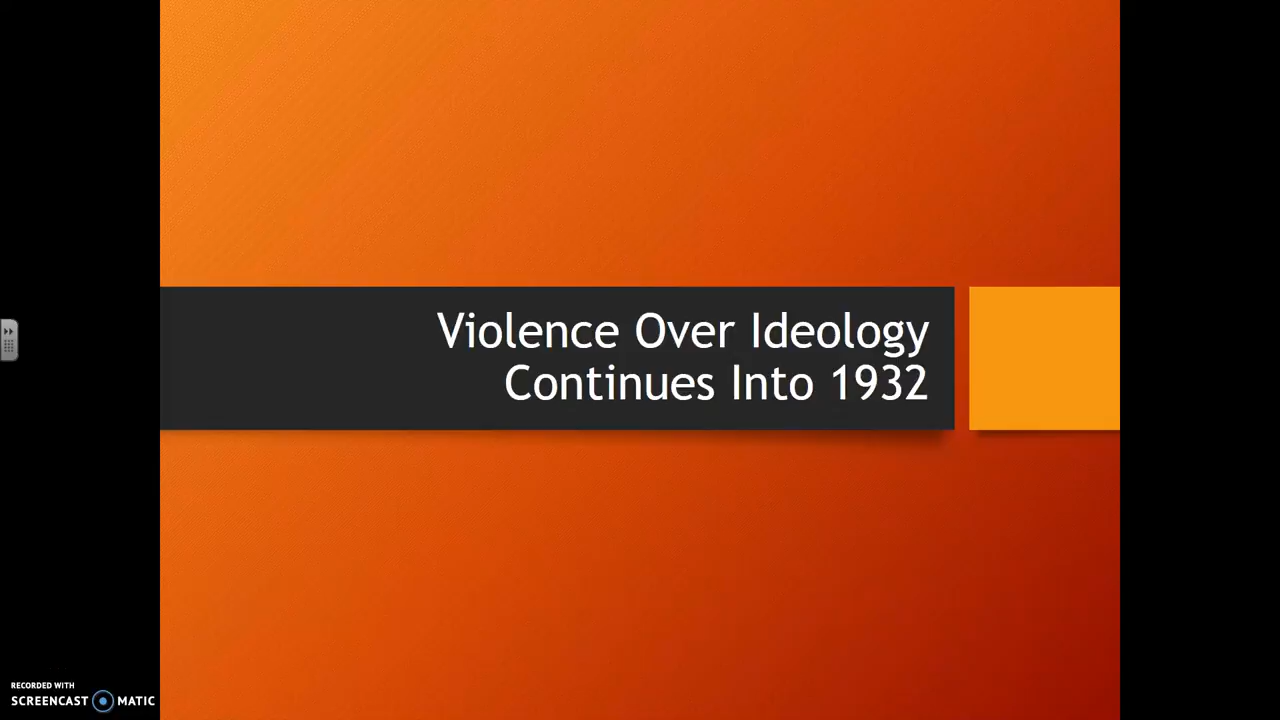 Violence Over Ideology
Continues Into 1932
RECORDED WITH
SCREENCAST MATIC